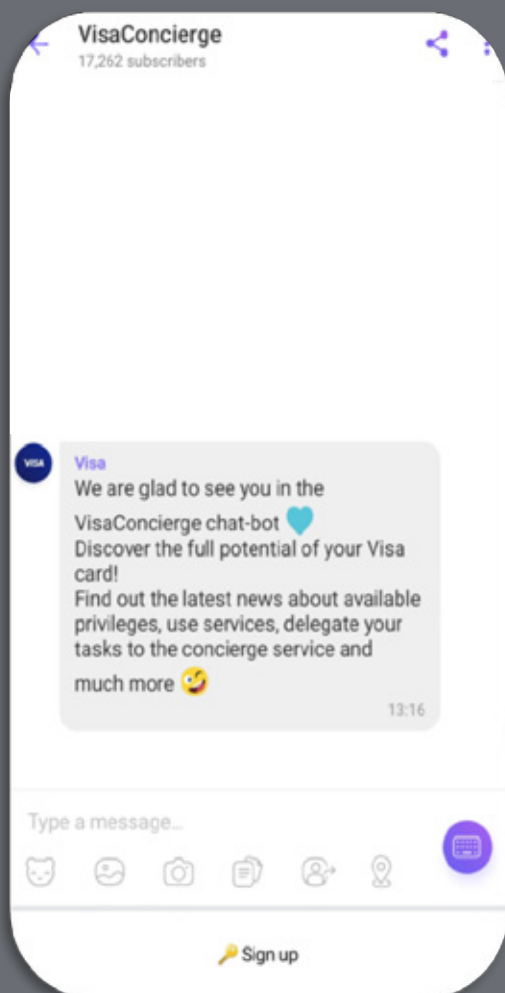 VisaConcierge
17,262 subscribers
VISA
Visa
We are glad to see you in the
VisaConcierge chat-bot 🩵
Discover the full potential of your Visa
card!
Find out the latest news about available
privileges, use services, delegate your
tasks to the concierge service and
much more 🤪
13:16
Type a message...
🔑 Sign up